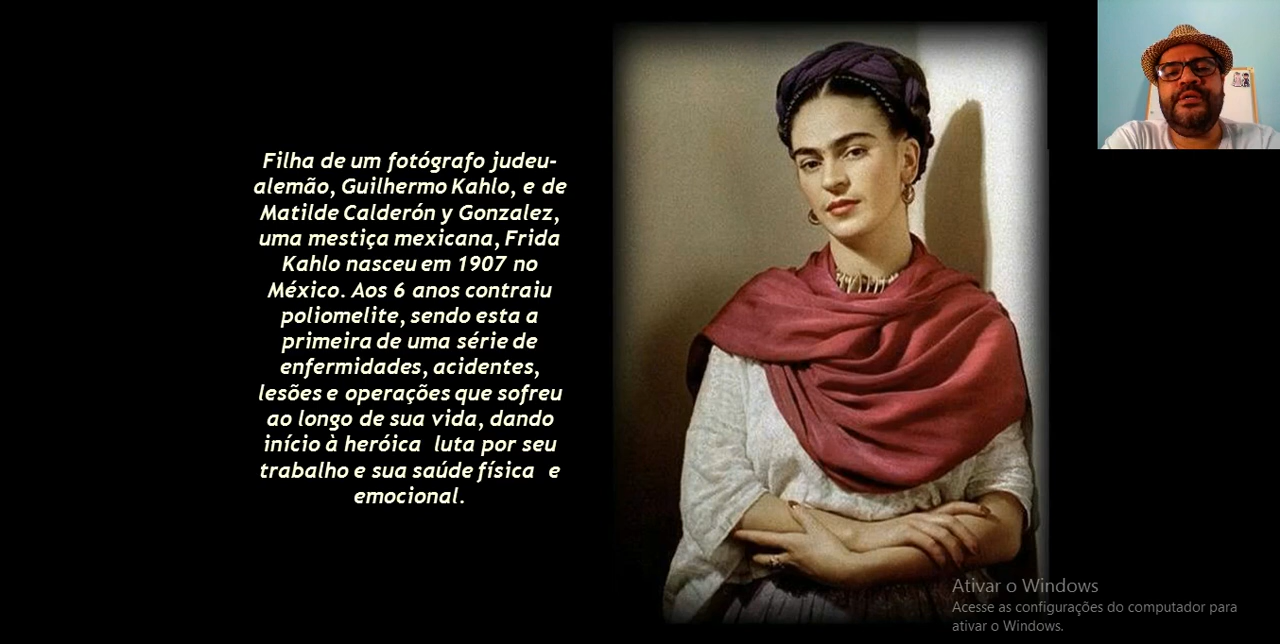 Filha de um fotógrafo judeu-
alemão, Guilhermo Kahlo, e de
Matilde Calderón y Gonzalez,
uma mestiça mexicana, Frida
Kahlo nasceu em 1907 no
México. Aos 6 anos contraiu
poliomelite, sendo esta a
primeira de uma série de
enfermidades, acidentes,
lesões e operações que sofreu
ao longo de sua vida, dando
início à heróica luta por seu
trabalho e sua saúde física e
emocional.
Ativar o Windows
Acesse as configurações do computador para
ativar o Windows.